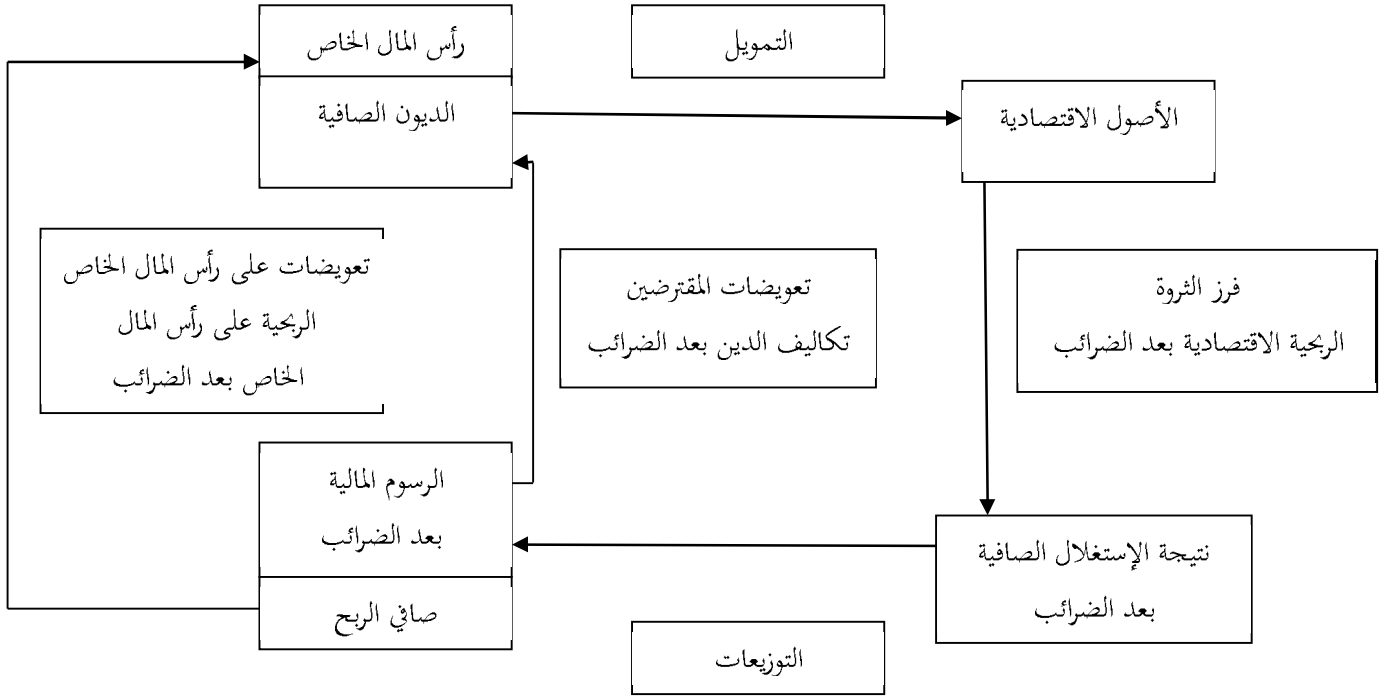 رأس المال الخاص
التمويل
الديون الصافية
الأصول الاقتصادية
تعويضات على رأس المال الخاص
الربحية على رأس المال
الخاص بعد الضرائب
تعويضات المقترضين
تكاليف الدين بعد الضرائب
فرز الثروة
الربحية الاقتصادية بعد الضرائب
الرسوم المالية
بعد الضرائب
نتيجة الإستغلال الصافية
بعد الضرائب
صافي الربح
التوزيعات